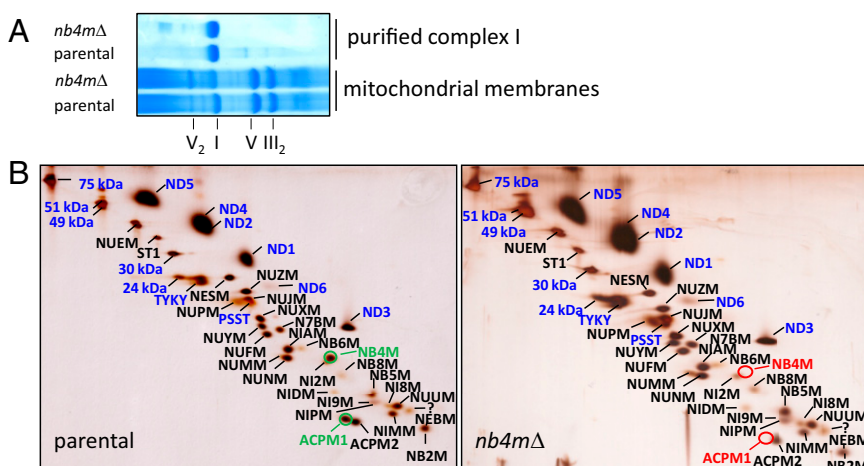 A
nb4mΔ
parental
purified complex I
nb4mΔ
parental
mitochondrial membranes
V2 I V III2
B
75 kDa
ND5
51 kDa
49 kDa
ND4
ND2
NUEM
ST1
ND1
30 kDa
24 kDa
TYKY
NESM
NUZM
ND6
NUPM
NUJM
PSST
NUXM
ND3
NUYM
N7BM
NIAM
NUFM
NB6M
NB4M
NUMM
NB8M
NUNM
NI2M
NB5M
NIDM
NI8M
NI9M
NUUM
NIPM
?
NEBM
NIMM
ACPM1
ACPM2
NB2M
parental
75 kDa
ND5
51 kDa
49 kDa
ND4
ND2
NUEM
ST1
ND1
30 kDa
NESM
24 kDa
TYKY
NUZM
ND6
NUPM
NUJM
PSST
NUXM
ND3
NUYM
N7BM
NIAM
NUFM
NB6M
NB4M
NUMM
NB8M
NUNM
NI2M
NB5M
NIDM
NI8M
NI9M
NUUM
NIPM
?
NEBM
NIMM
ACPM1
ACPM2
NB2M
nb4mΔ